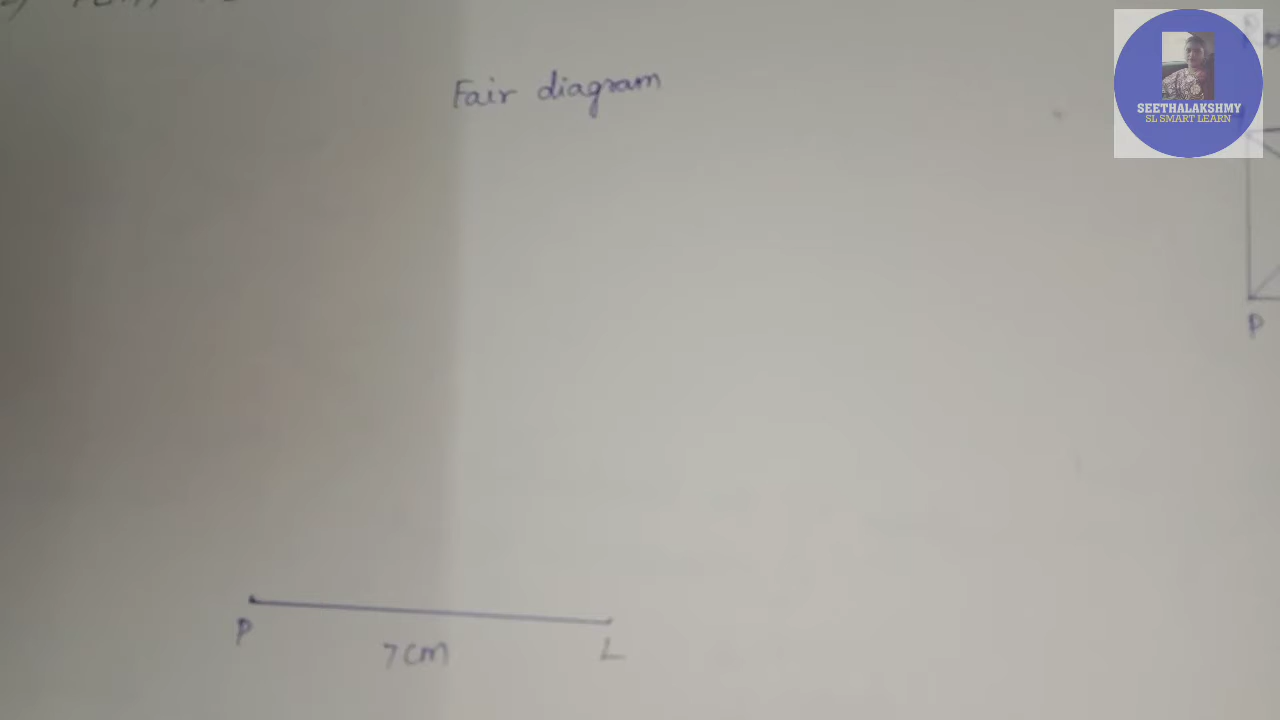 Fair diagram
SEETHALAKSHMY
SL SMART LEARN
P
P
7cm
L